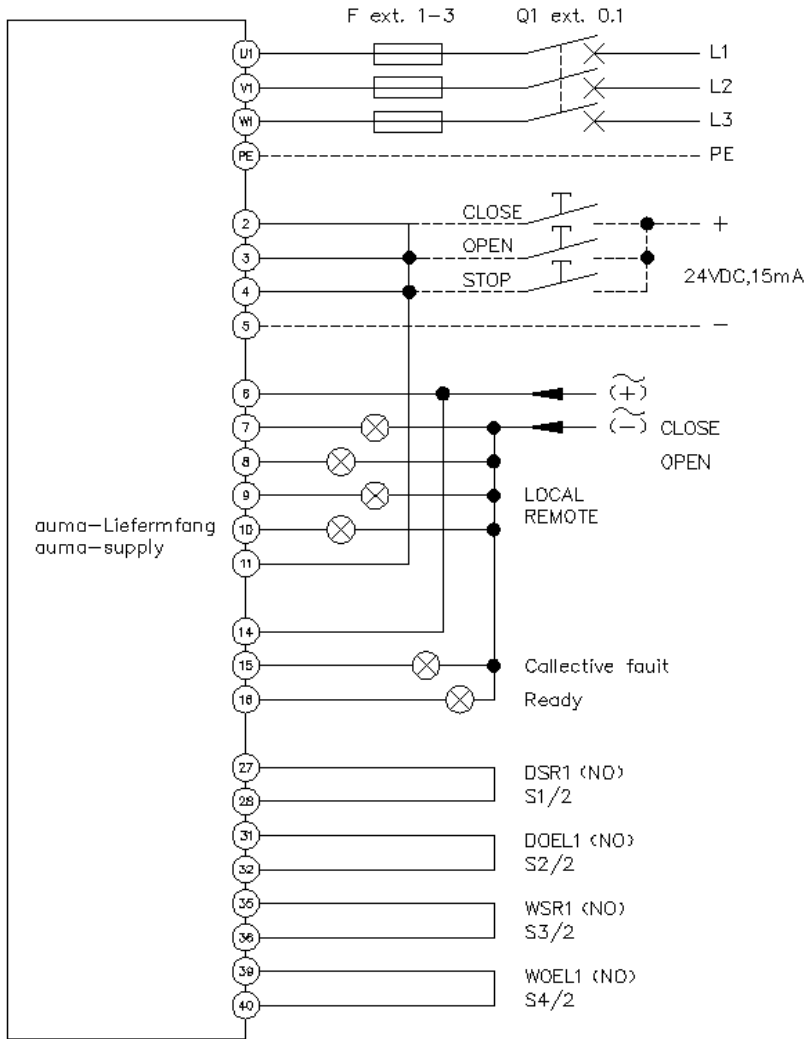 F ext. 1-3 Q1 ext. 0.1
U1 L1
V1 L2
W1 L3
PE PE
2 CLOSE +
3 OPEN
4 STOP
24VDC,15mA
5 −
6 (+) ~
7 (−) ~ CLOSE
8 OPEN
9 LOCAL
10 REMOTE
auma-Liefermfang
auma-supply
11
14
15 Callective fauit
16 Ready
27 DSR1 (NO)
28 S1/2
31 DOEL1 (NO)
32 S2/2
35 WSR1 (NO)
36 S3/2
39 WOEL1 (NO)
40 S4/2